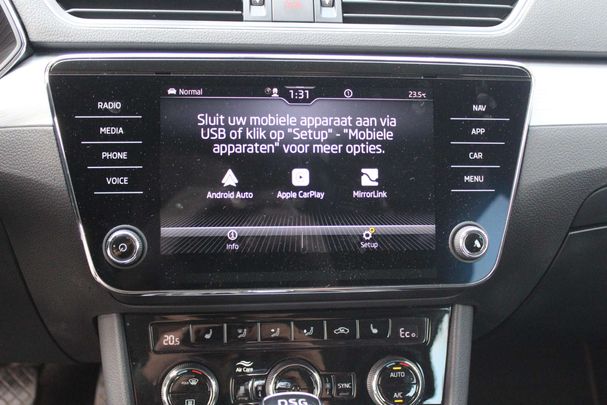 Normal 1:31 23.5°C
RADIO
MEDIA
PHONE
VOICE
Sluit uw mobiele apparaat aan via
USB of klik op "Setup" - "Mobiele
apparaten" voor meer opties.
Android Auto Apple CarPlay MirrorLink
Info Setup
NAV
APP
CAR
MENU
20.5 Eco
Air Care
SYNC
AUTO
A/C
DSG